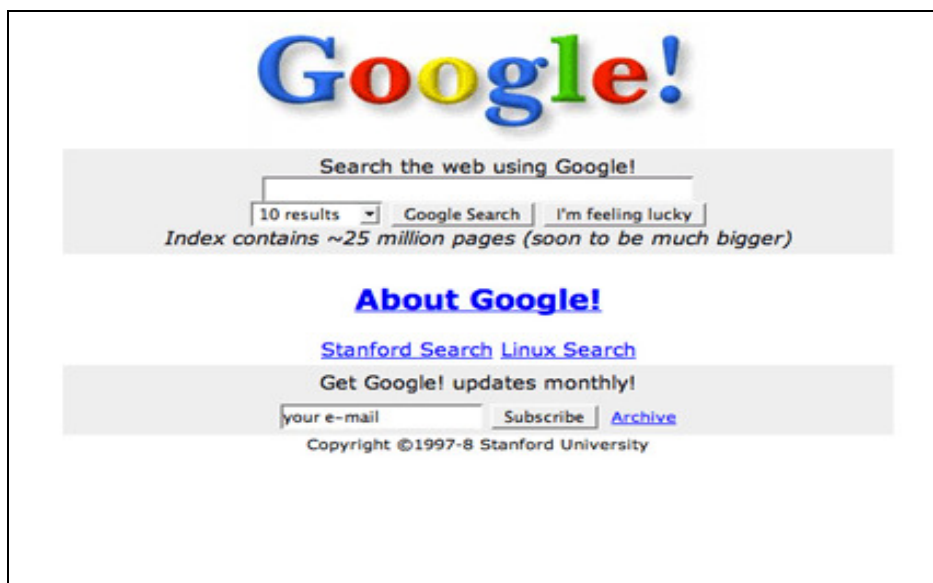 Google!
Search the web using Google!
10 results Google Search I'm feeling lucky
Index contains ~25 million pages (soon to be much bigger)
About Google!
Stanford Search Linux Search
Get Google! updates monthly!
your e-mail Subscribe Archive
Copyright ©1997-8 Stanford University